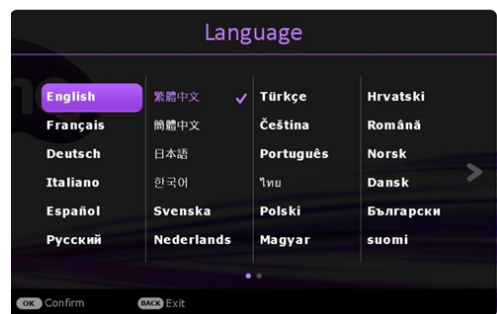 Language
English
Français
Deutsch
Italiano
Español
Русский
繁體中文
簡體中文
日本語
한국어
Svenska
Nederlands
Türkçe
Čeština
Português
ไทย
Polski
Magyar
Hrvatski
Română
Norsk
Dansk
Български
suomi
OK Confirm
BACK Exit